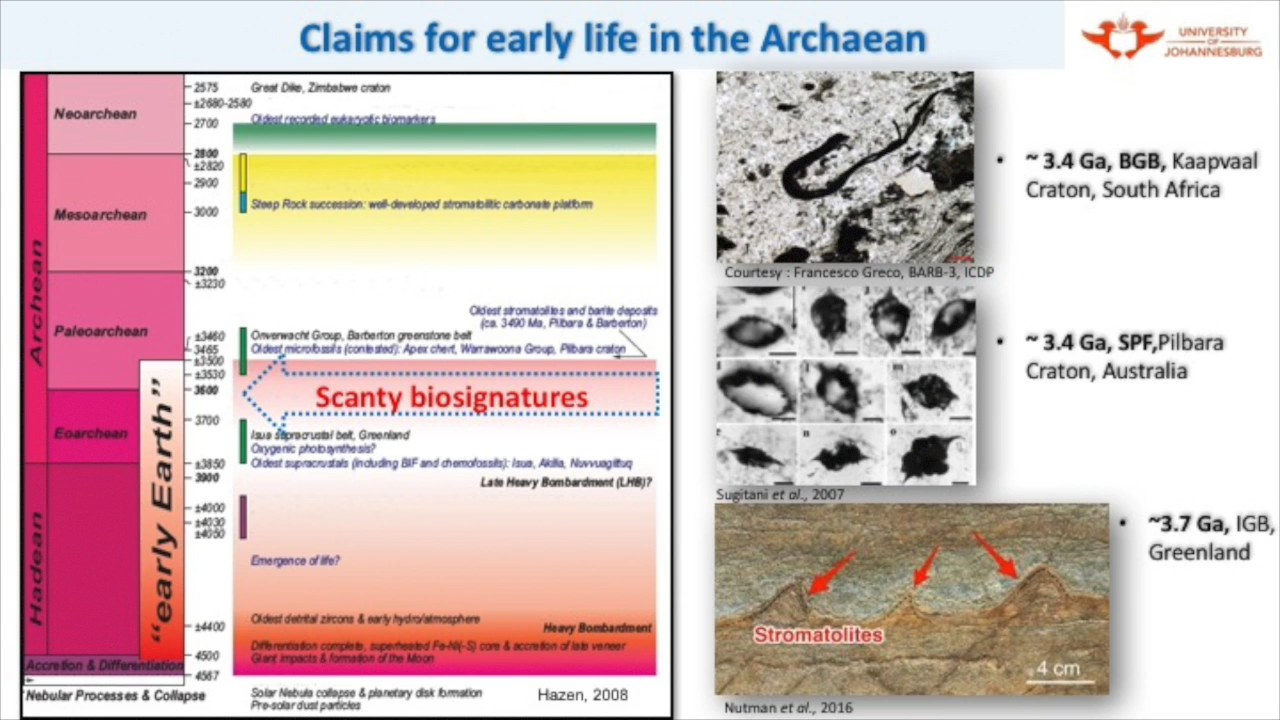 Claims for early life in the Archaean
UNIVERSITY
OF
JOHANNESBURG
Archean
Hadean
Neoarchean
Mesoarchean
Paleoarchean
Eoarchean
"early Earth"
Accretion & Differentiation
Nebular Processes & Collapse
2575
±2680-2580
2700
2800
±2820
2900
3000
3200
±3230
±3460
3465
±3500
±3530
3600
3700
±3850
3900
±4000
±4030
±4050
±4400
4500
4567
Great Dike, Zimbabwe craton
Oldest recorded eukaryotic biomarkers
Steep Rock succession: well-developed stromatolitic carbonate platform
Oldest stromatolites and barite deposits
(ca. 3490 Ma, Pilbara & Barberton)
Onverwacht Group, Barberton greenstone belt
Oldest microfossils (contested): Apex chert, Warrawoona Group, Pilbara craton
Scanty biosignatures
Isua supracrustal belt, Greenland
Oxygenic photosynthesis?
Oldest supracrustals (including BIF and chemofossils): Isua, Akilia, Nuvvuagittuq
Late Heavy Bombardment (LHB)?
Emergence of life?
Oldest detrital zircons & early hydro/atmosphere
Heavy Bombardment
Differentiation complete, superheated Fe-Ni(-S) core & accretion of late veneer
Giant impacts & formation of the Moon
Solar Nebula collapse & planetary disk formation
Pre-solar dust particles
Hazen, 2008
• ~ 3.4 Ga, BGB, Kaapvaal
Craton, South Africa
Courtesy : Francesco Greco, BARB-3, ICDP
• ~ 3.4 Ga, SPF,Pilbara
Craton, Australia
Sugitani et al., 2007
• ~3.7 Ga, IGB,
Greenland
Stromatolites
4 cm
Nutman et al., 2016